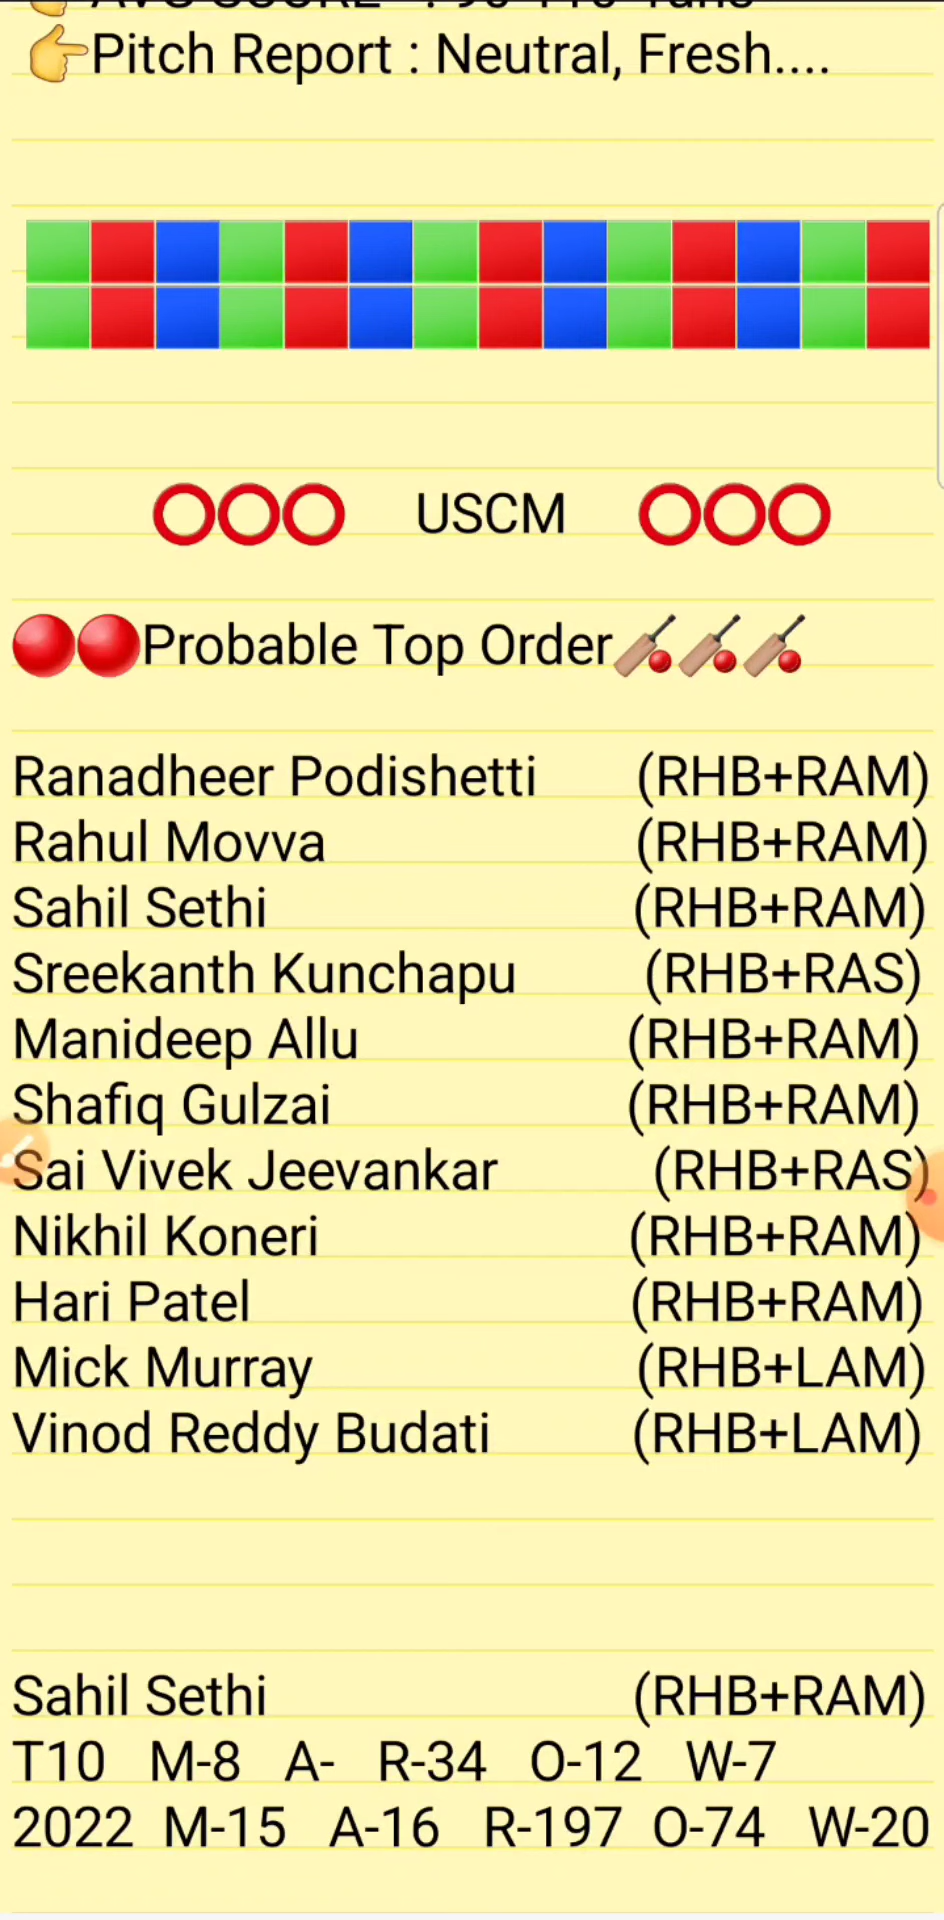 👉Pitch Report : Neutral, Fresh....
🟩🟥🟦🟩🟥🟦🟩🟥🟦🟩🟥🟦🟩🟥
🟩🟥🟦🟩🟥🟦🟩🟥🟦🟩🟥🟦🟩🟥
⭕⭕⭕ USCM ⭕⭕⭕
🔴🔴Probable Top Order🏏🏏🏏
Ranadheer Podishetti (RHB+RAM)
Rahul Movva (RHB+RAM)
Sahil Sethi (RHB+RAM)
Sreekanth Kunchapu (RHB+RAS)
Manideep Allu (RHB+RAM)
Shafiq Gulzai (RHB+RAM)
Sai Vivek Jeevankar (RHB+RAS)
Nikhil Koneri (RHB+RAM)
Hari Patel (RHB+RAM)
Mick Murray (RHB+LAM)
Vinod Reddy Budati (RHB+LAM)
Sahil Sethi (RHB+RAM)
T10 M-8 A- R-34 O-12 W-7
2022 M-15 A-16 R-197 O-74 W-20